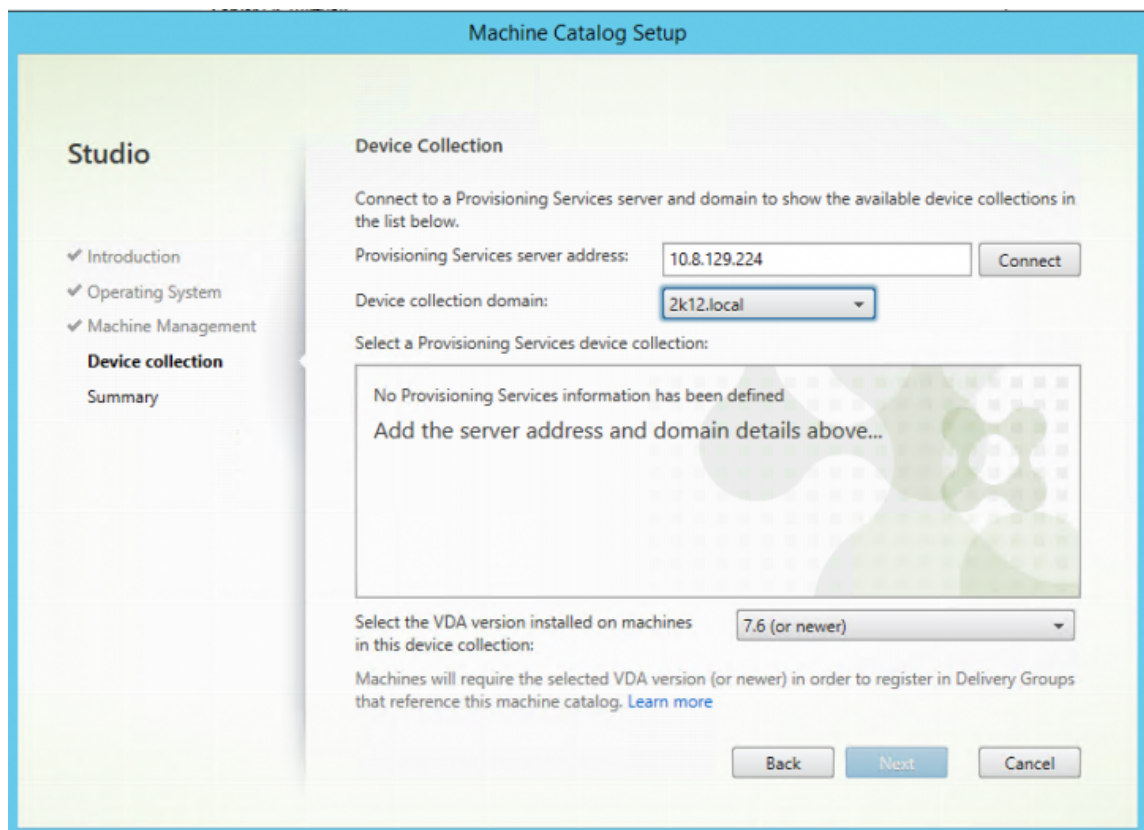 Machine Catalog Setup
Studio
Introduction
Operating System
Machine Management
Device collection
Summary
Device Collection
Connect to a Provisioning Services server and domain to show the available device collections in
the list below.
Provisioning Services server address:
10.8.129.224
Connect
Device collection domain:
2k12.local
Select a Provisioning Services device collection:
No Provisioning Services information has been defined
Add the server address and domain details above...
Select the VDA version installed on machines
in this device collection:
7.6 (or newer)
Machines will require the selected VDA version (or newer) in order to register in Delivery Groups
that reference this machine catalog. Learn more
Back
Next
Cancel